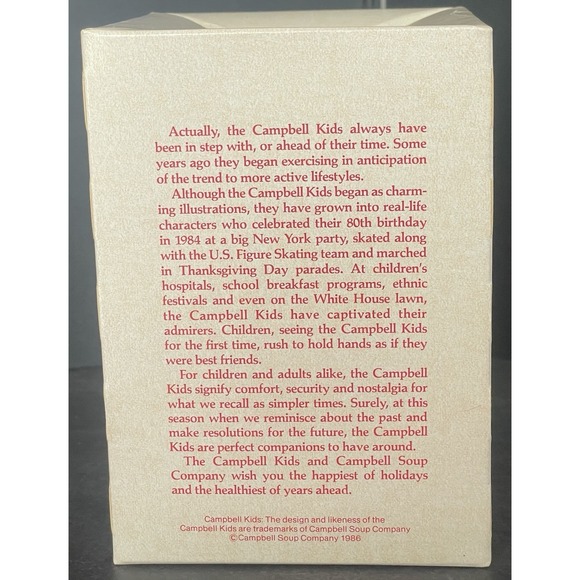 Actually, the Campbell Kids always have
been in step with, or ahead of their time. Some
years ago they began exercising in anticipation
of the trend to more active lifestyles.
Although the Campbell Kids began as charm-
ing illustrations, they have grown into real-life
characters who celebrated their 80th birthday
in 1984 at a big New York party, skated along
with the U.S. Figure Skating team and marched
in Thanksgiving Day parades. At children's
hospitals, school breakfast programs, ethnic
festivals and even on the White House lawn,
the Campbell Kids have captivated their
admirers. Children, seeing the Campbell Kids
for the first time, rush to hold hands as if they
were best friends.
For children and adults alike, the Campbell
Kids signify comfort, security and nostalgia for
what we recall as simpler times. Surely, at this
season when we reminisce about the past and
make resolutions for the future, the Campbell
Kids are perfect companions to have around.
The Campbell Kids and Campbell Soup
Company wish you the happiest of holidays
and the healthiest of years ahead.
Campbell Kids: The design and likeness of the
Campbell Kids are trademarks of Campbell Soup Company
©Campbell Soup Company 1986